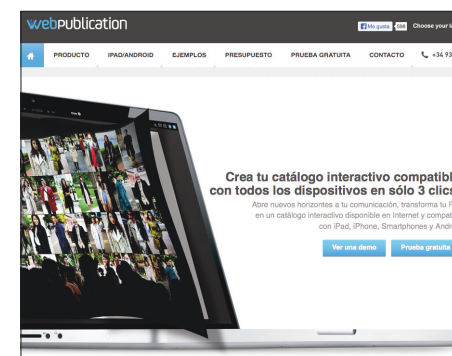 webpublication
Me gusta 599 Choose your la
PRODUCTO IPAD/ANDROID EJEMPLOS PRESUPUESTO PRUEBA GRATUITA CONTACTO +34 93
Crea tu catálogo interactivo compatibl
con todos los dispositivos en sólo 3 clics
Abre nuevos horizontes a tu comunicación, transforma tu P
en un catálogo interactivo disponible en Internet y compat
con iPad, iPhone, Smartphones y Andr
Ver una demo Prueba gratuita